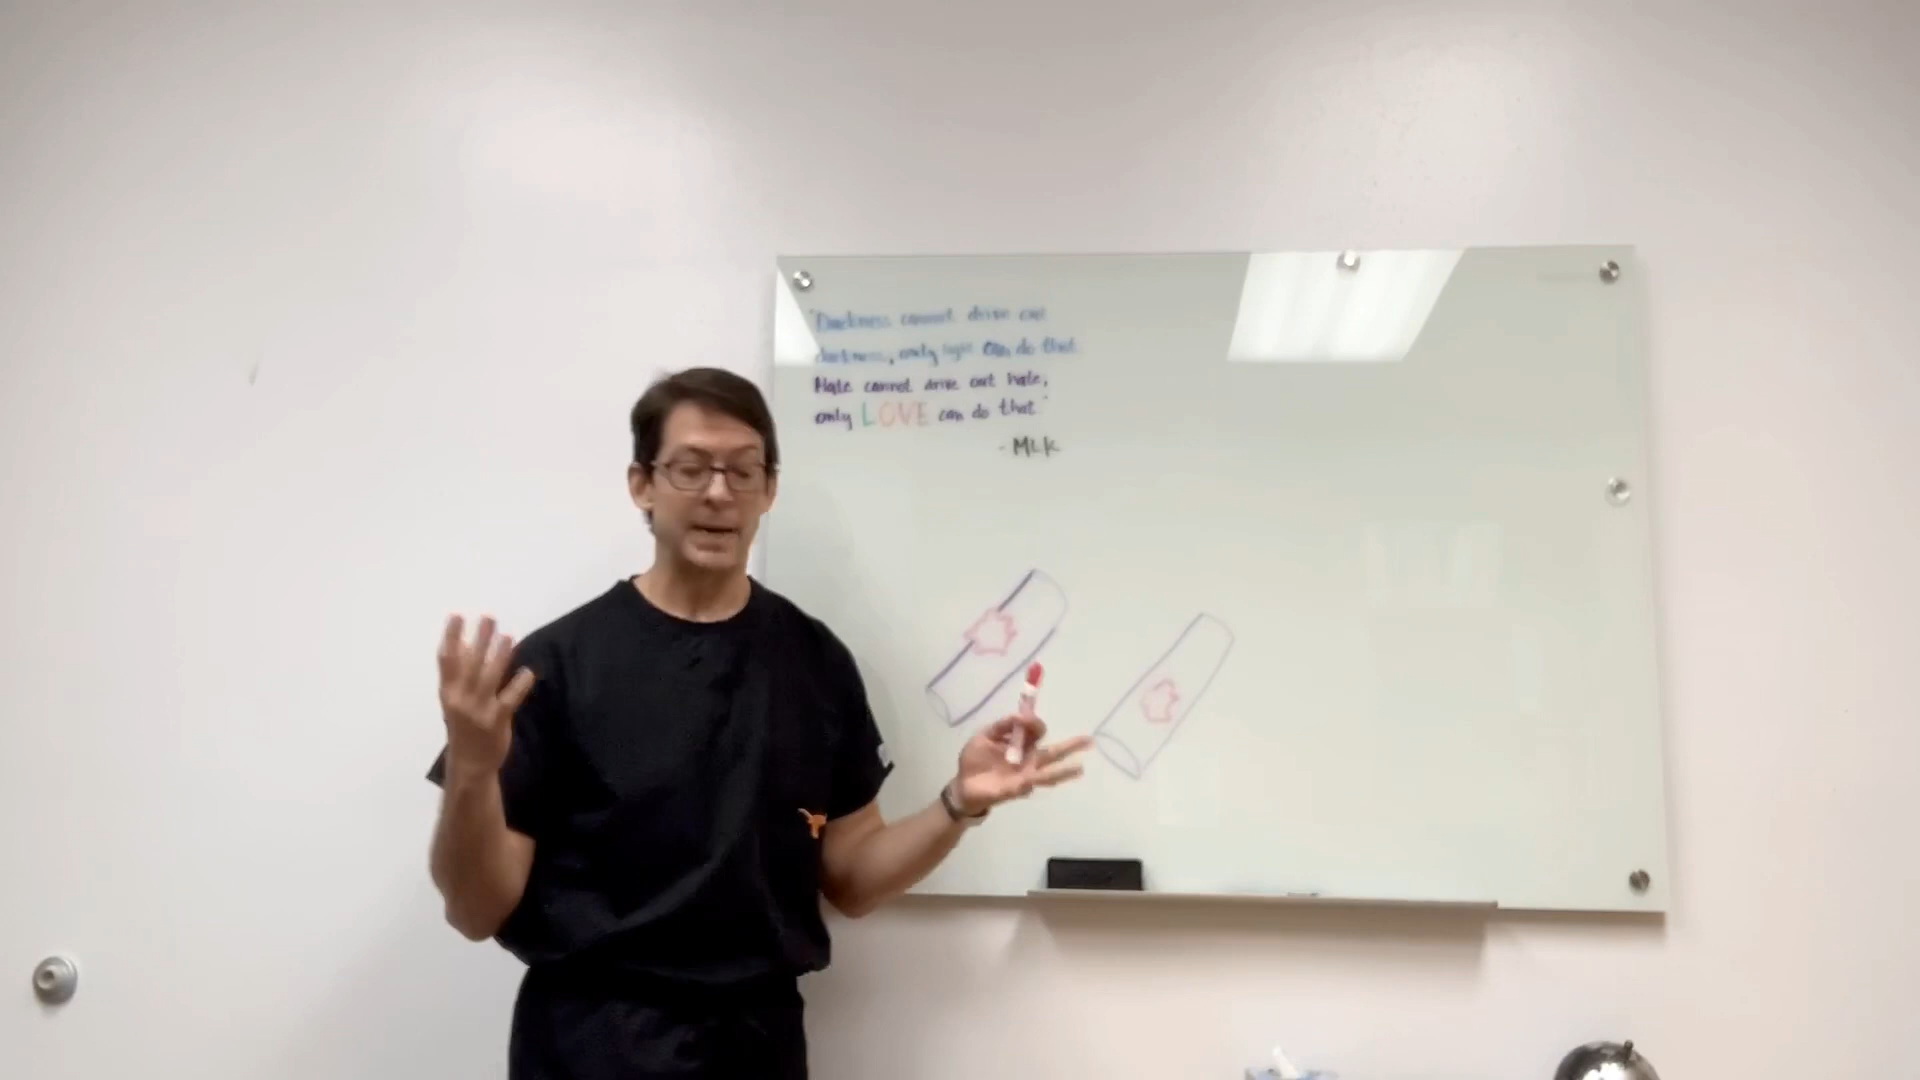 "Darkness cannot drive out
darkness, only light can do that.
Hate cannot drive out hate,
only LOVE can do that."
- MLK